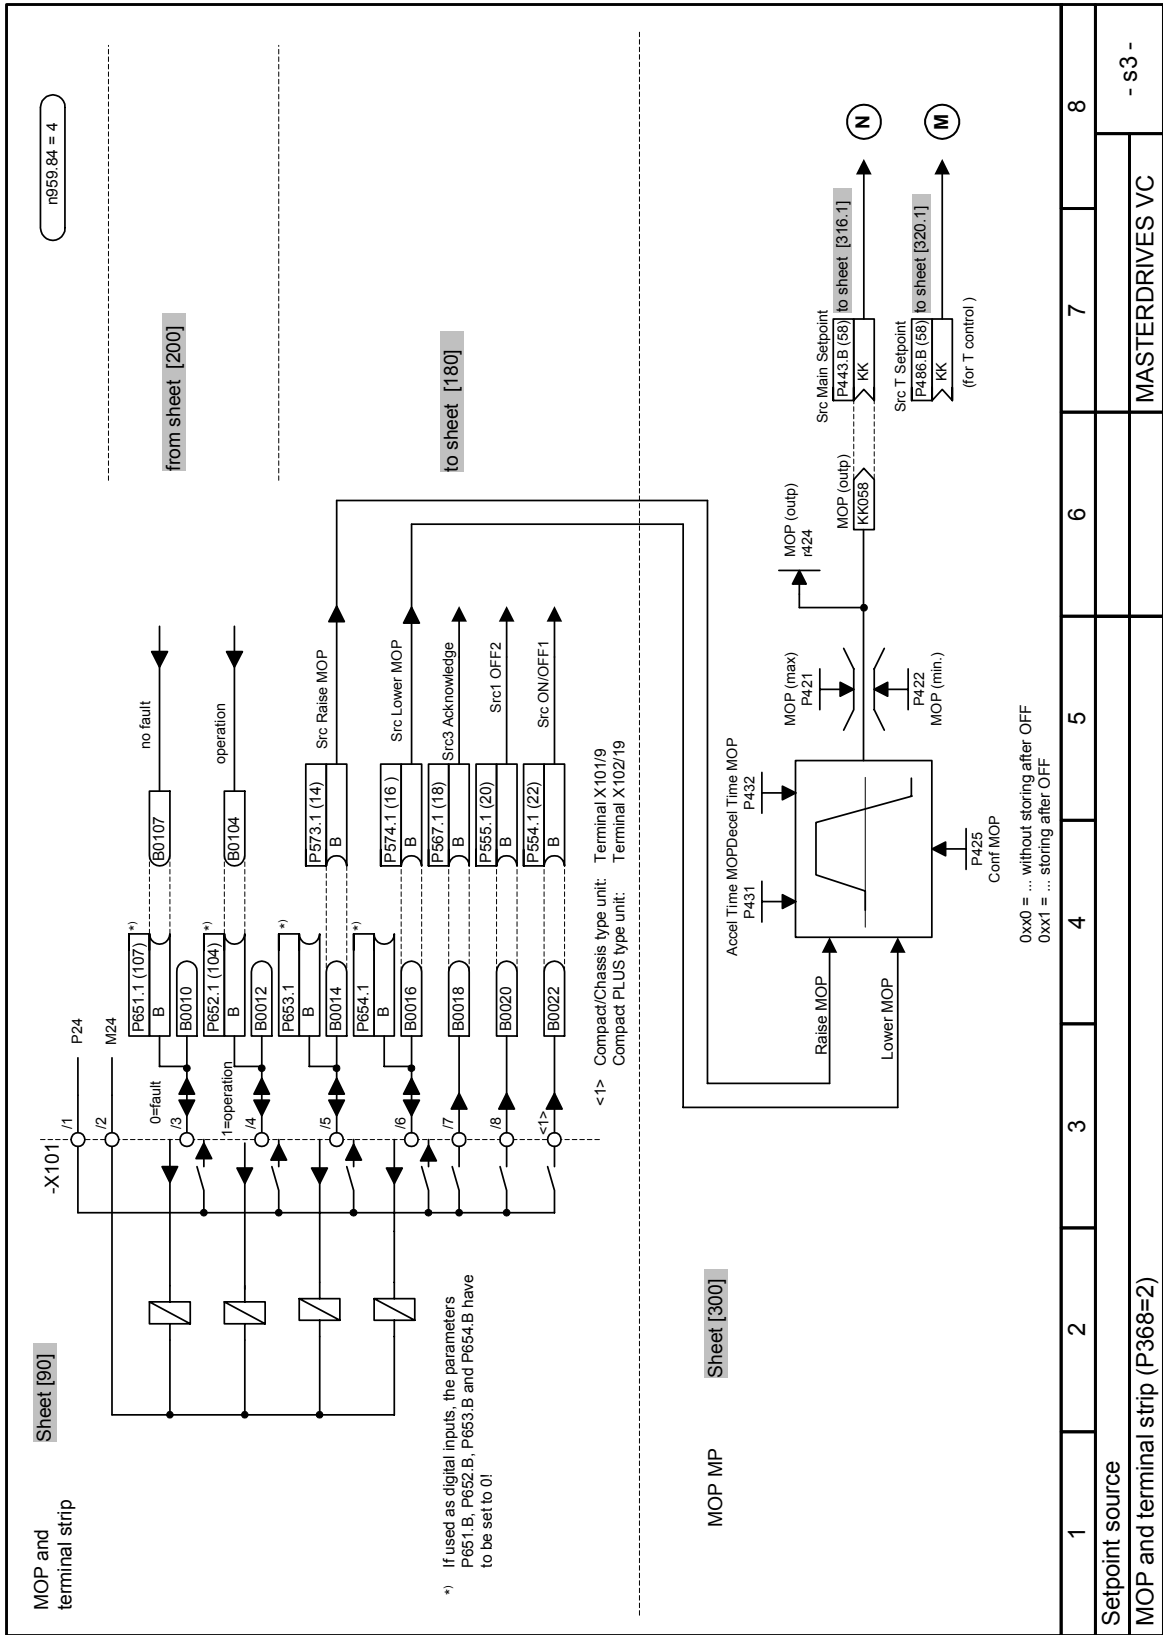 MOP and
terminal strip
Sheet [90]
n959.84 = 4
-X101
/1
P24
/2
M24
0=fault
/3
P651.1 (107)
*)
B
B0010
B0107
no fault
from sheet [200]
1=operation
/4
P652.1 (104)
*)
B
B0012
B0104
operation
/5
P653.1
*)
B
B0014
P573.1 (14)
B
Src Raise MOP
/6
P654.1
*)
B
B0016
P574.1 (16 )
B
Src Lower MOP
to sheet [180]
/7
B0018
P567.1 (18)
B
Src3 Acknowledge
/8
B0020
P555.1 (20)
B
Src1 OFF2
<1>
B0022
P554.1 (22)
B
Src ON/OFF1
*) If used as digital inputs, the parameters
P651.B, P652.B, P653.B and P654.B have
to be set to 0!
<1> Compact/Chassis type unit: Terminal X101/9
Compact PLUS type unit: Terminal X102/19
MOP MP
Sheet [300]
Accel Time MOP
P431
Decel Time MOP
P432
MOP (max)
P421
MOP (outp)
r424
Raise MOP
Lower MOP
P422
MOP (min.)
MOP (outp)
KK058
Src Main Setpoint
P443.B (58)
KK
to sheet [316.1]
N
Src T Setpoint
P486.B (58)
KK
to sheet [320.1]
M
(for T control )
P425
Conf MOP
0xx0 = ... without storing after OFF
0xx1 = ... storing after OFF
1 2 3 4 5 6 7 8
Setpoint source
- s3 -
MOP and terminal strip (P368=2)
MASTERDRIVES VC